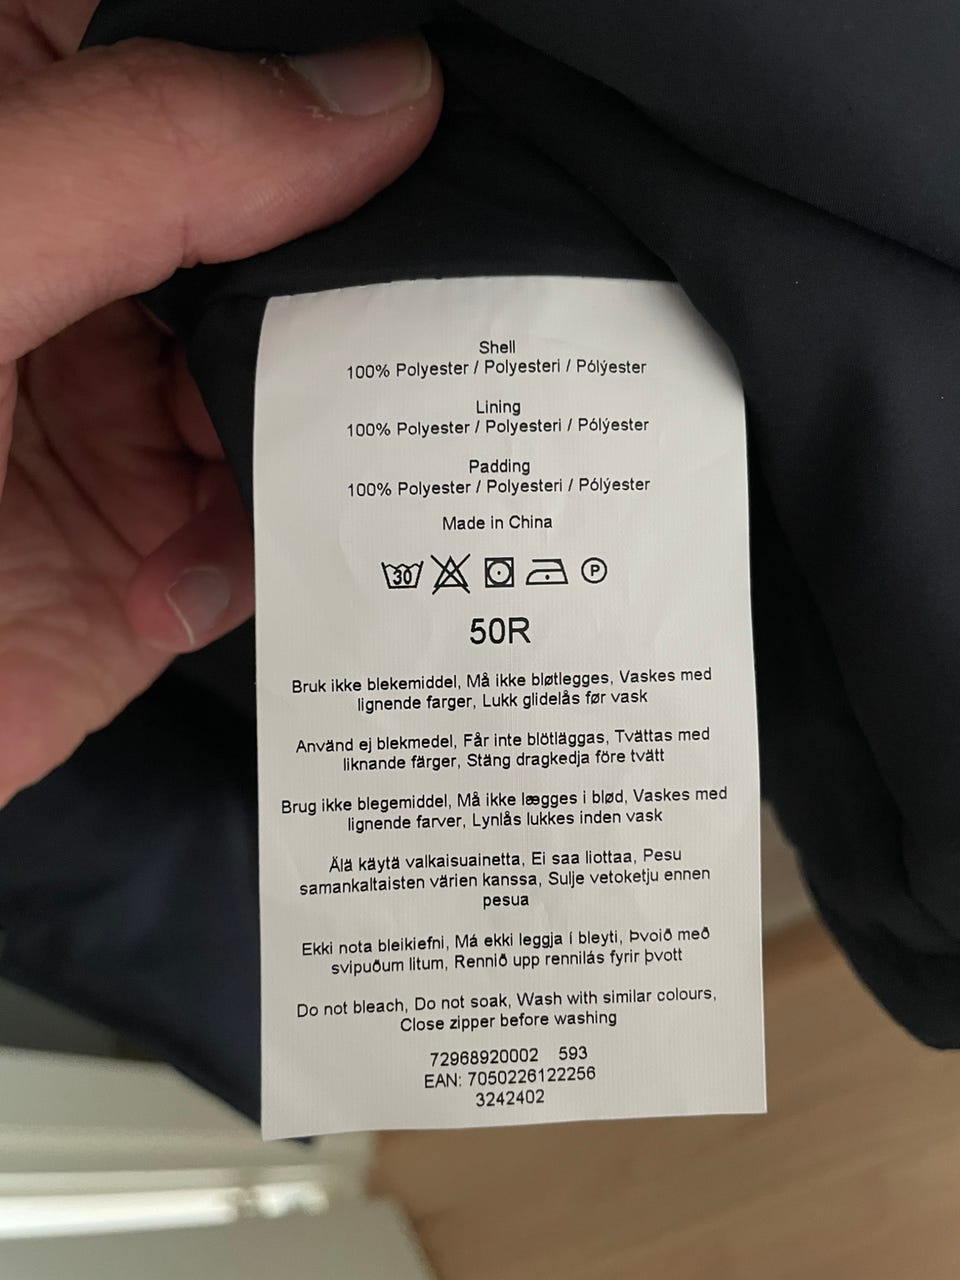 Shell
100% Polyester / Polyesteri / Pólýester
Lining
100% Polyester / Polyesteri / Pólýester
Padding
100% Polyester / Polyesteri / Pólýester
Made in China
30 P
50R
Bruk ikke blekemiddel, Må ikke bløtlegges, Vaskes med
lignende farger, Lukk glidelås før vask
Använd ej blekmedel, Får inte blötläggas, Tvättas med
liknande färger, Stäng dragkedja före tvätt
Brug ikke blegemiddel, Må ikke lægges i blød, Vaskes med
lignende farver, Lynlås lukkes inden vask
Älä käytä valkaisuainetta, Ei saa liottaa, Pesu
samankaltaisten värien kanssa, Sulje vetoketju ennen
pesua
Ekki nota bleikiefni, Má ekki leggja í bleyti, Þvoið með
svipuðum litum, Rennið upp rennilás fyrir þvott
Do not bleach, Do not soak, Wash with similar colours,
Close zipper before washing
72968920002 593
EAN: 7050226122256
3242402